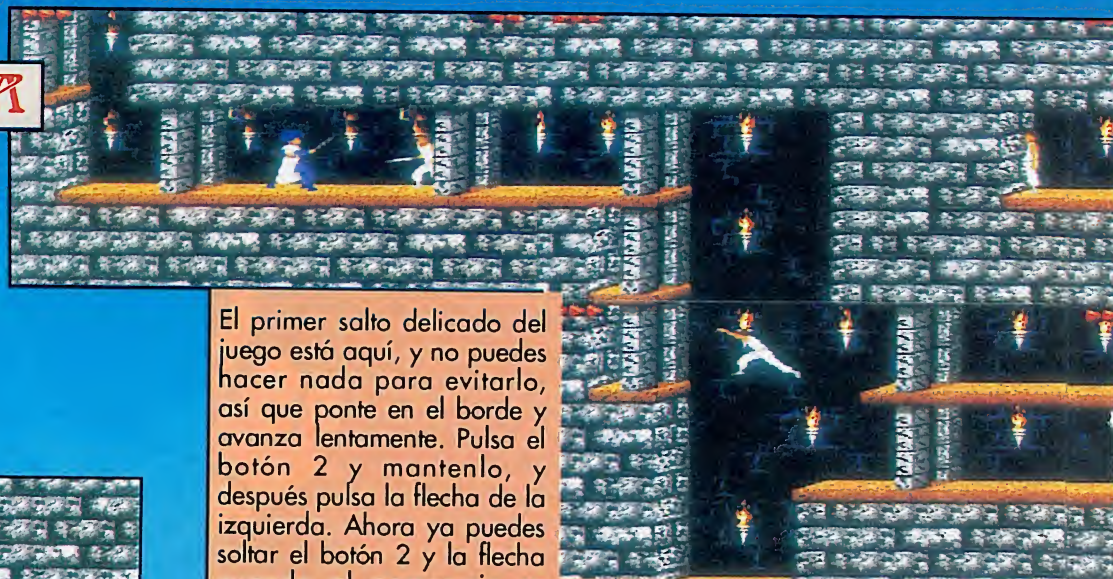 A
El primer salto delicado del
juego está aquí, y no puedes
hacer nada para evitarlo,
así que ponte en el borde y
avanza lentamente. Pulsa el
botón 2 y mantenlo, y
después pulsa la flecha de la
izquierda. Ahora ya puedes
soltar el botón 2 y la flecha